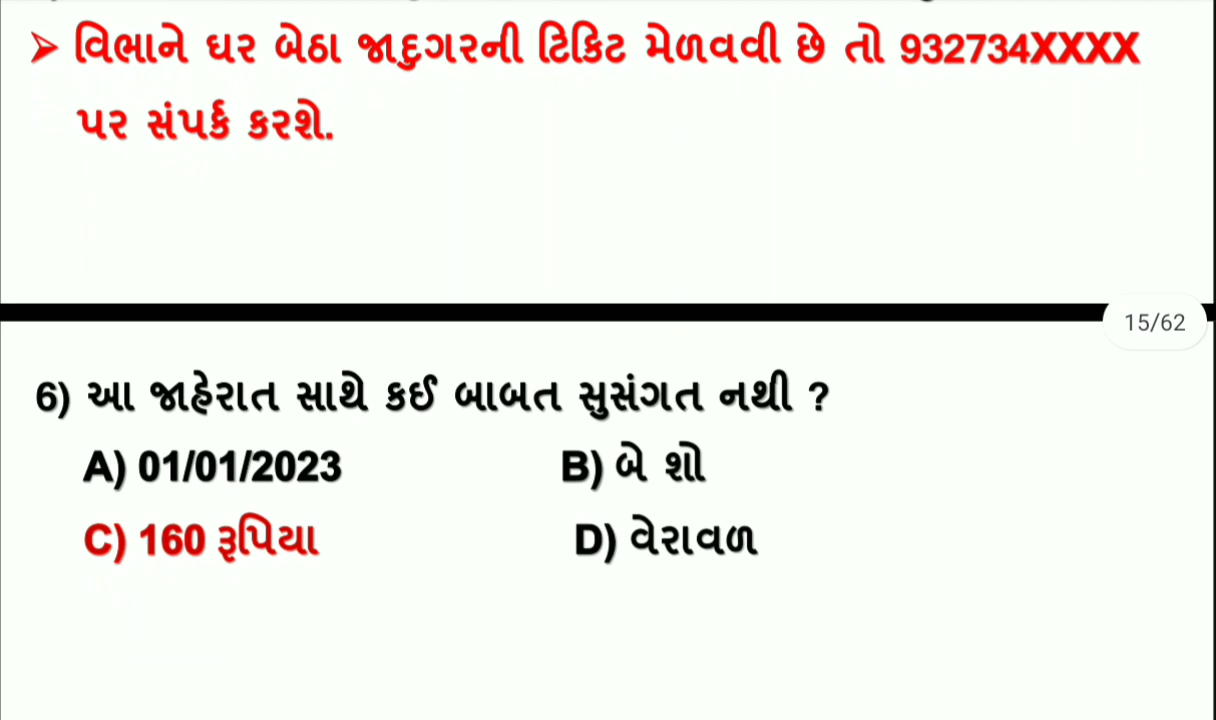 ➢ વિભાને ઘર બેઠા જાદુગરની ટિકિટ મેળવવી છે તો 932734XXXX
પર સંપર્ક કરશે.
15/62
6) આ જાહેરાત સાથે કઈ બાબત સુસંગત નથી ?
A) 01/01/2023 B) બે શો
C) 160 રૂપિયા D) વેરાવળ